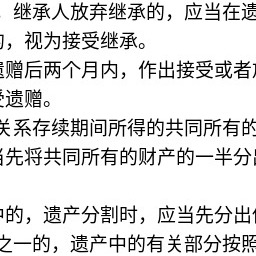 、继承人放弃继承的，应当在遗
的，视为接受继承。
遗赠后两个月内，作出接受或者放
受遗赠。
关系存续期间所得的共同所有的
当先将共同所有的财产的一半分出
中的，遗产分割时，应当先分出他
之一的，遗产中的有关部分按照